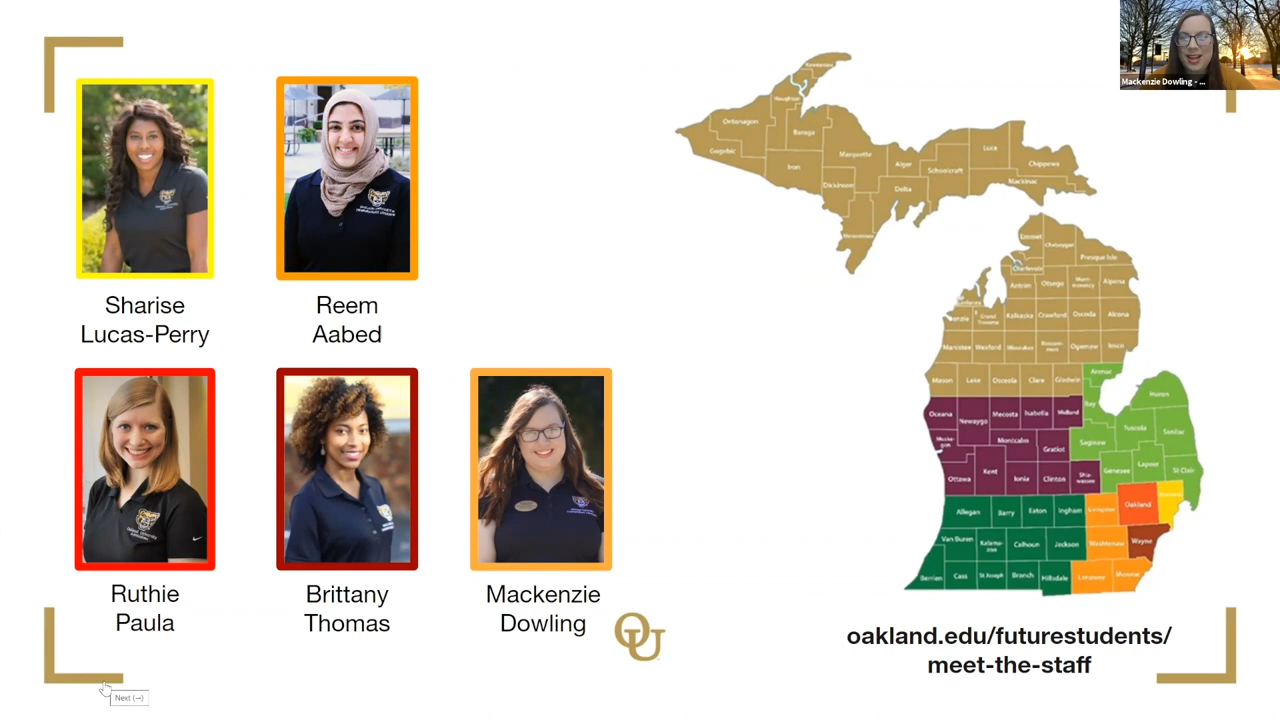 Mackenzie Dowling - ...
Sharise
Lucas-Perry
Reem
Aabed
Ruthie
Paula
Brittany
Thomas
Mackenzie
Dowling
OU
Keweenaw
Houghton
Ontonagon
Baraga
Gogebic
Iron
Marquette
Alger
Luce
Chippewa
Schoolcraft
Mackinac
Dickinson
Delta
Menominee
Emmet
Cheboygan
Presque Isle
Charlevoix
Antrim
Otsego
Alpena
Kalkaska
Crawford
Oscoda
Alcona
Manistee
Wexford
Ogemaw
Iosco
Mason
Lake
Osceola
Clare
Gladwin
Arenac
Huron
Oceana
Newaygo
Mecosta
Isabella
Midland
Bay
Tuscola
Sanilac
Montcalm
Gratiot
Saginaw
Ottawa
Kent
Ionia
Clinton
Genesee
Lapeer
St Clair
Allegan
Barry
Eaton
Ingham
Livingston
Oakland
Van Buren
Kalama-
zoo
Calhoun
Jackson
Washtenaw
Wayne
Berrien
Cass
St Joseph
Branch
Hillsdale
Lenawee
Monroe
oakland.edu/futurestudents/
meet-the-staff
Next (→)